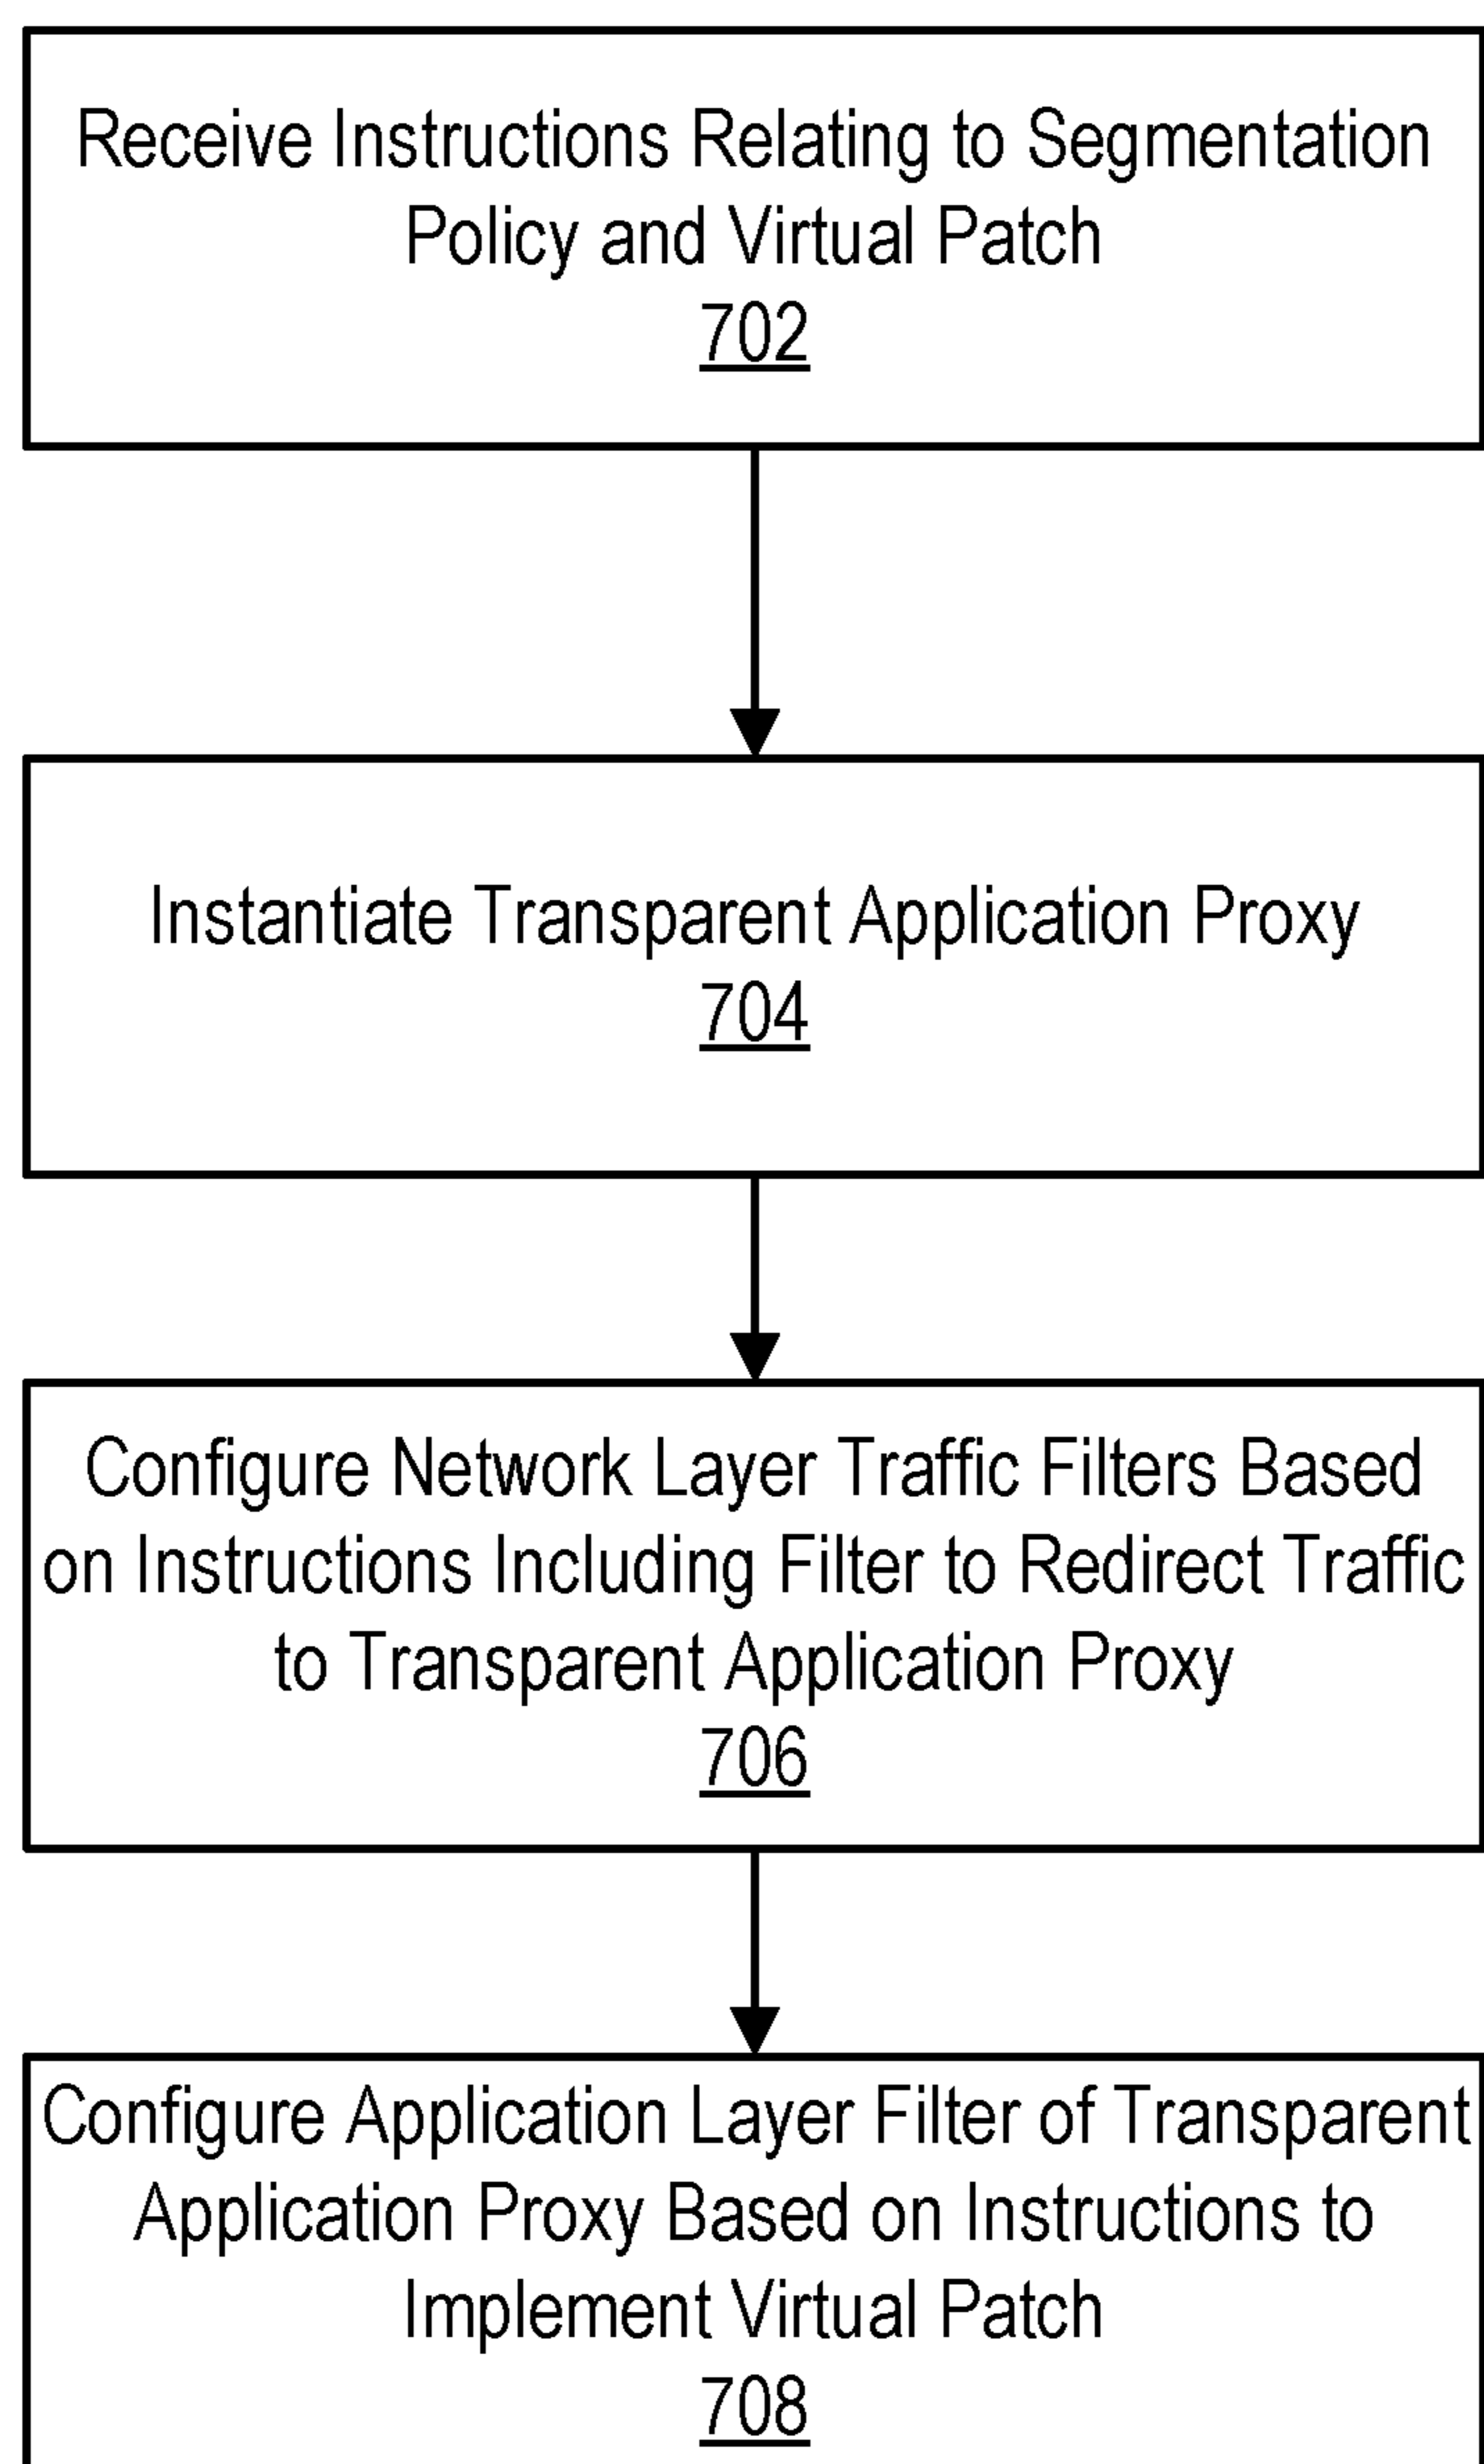 Receive Instructions Relating to Segmentation
Policy and Virtual Patch
702
Instantiate Transparent Application Proxy
704
Configure Network Layer Traffic Filters Based
on Instructions Including Filter to Redirect Traffic
to Transparent Application Proxy
706
Configure Application Layer Filter of Transparent
Application Proxy Based on Instructions to
Implement Virtual Patch
708